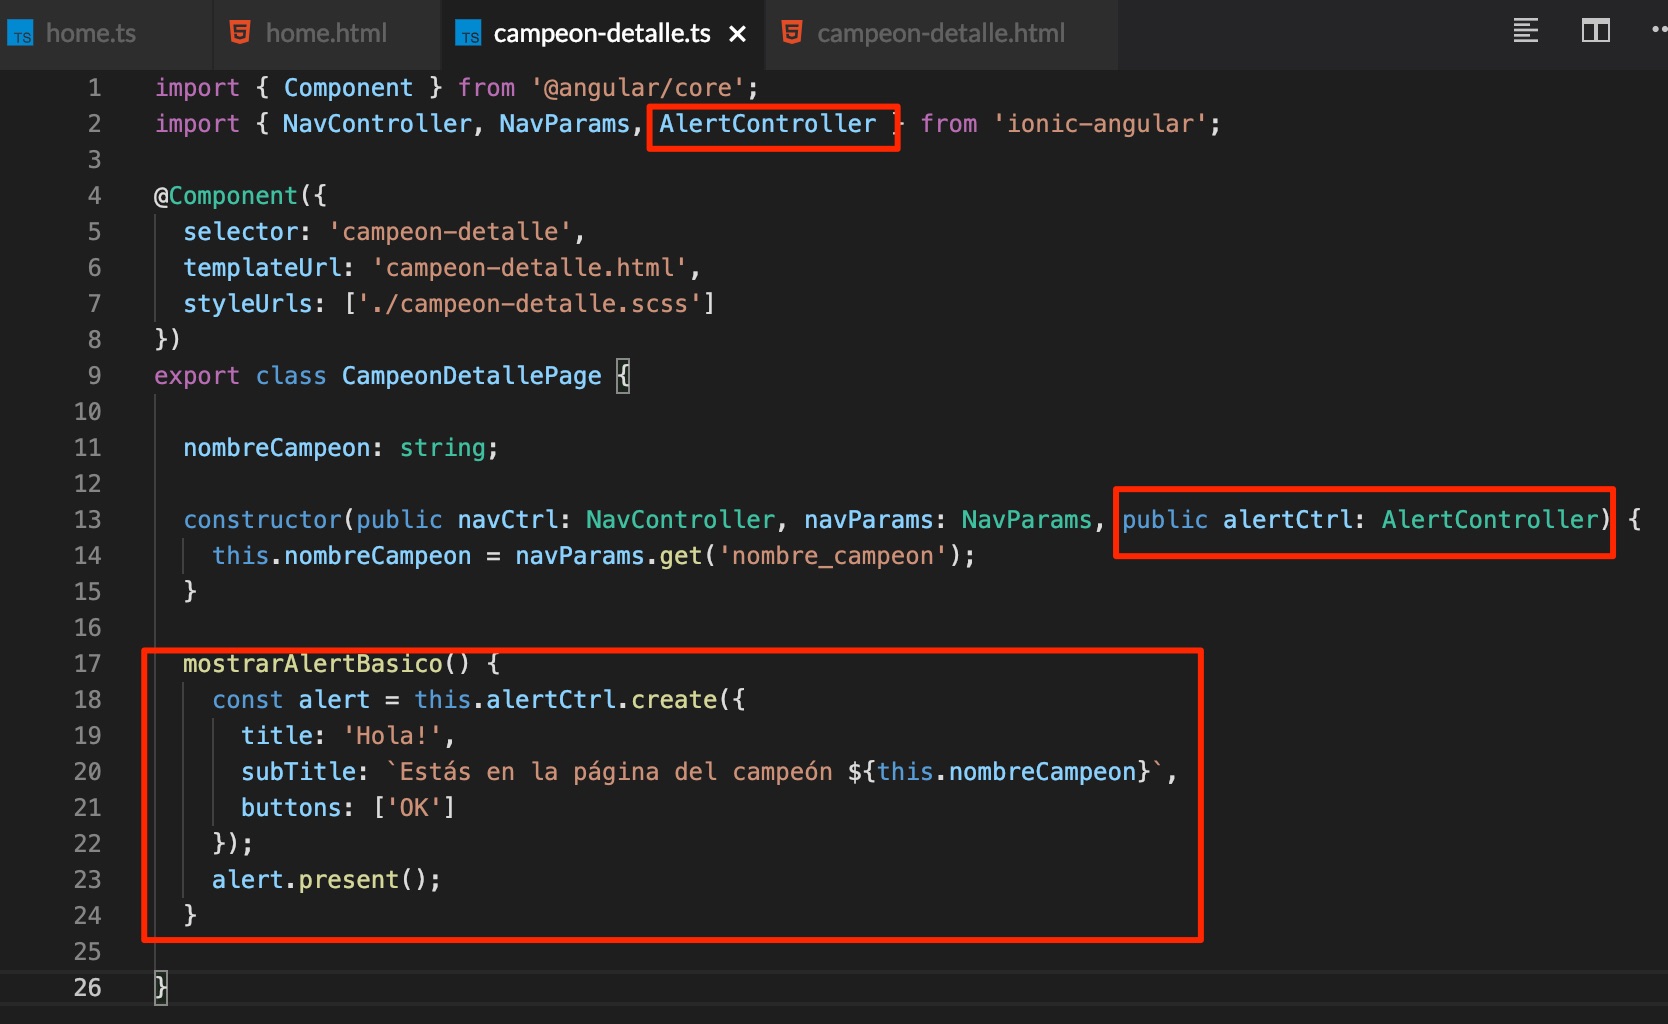 TS home.ts
5 home.html
TS campeon-detalle.ts ×
5 campeon-detalle.html
1 import { Component } from '@angular/core';
2 import { NavController, NavParams, AlertController } from 'ionic-angular';
3
4 @Component({
5   selector: 'campeon-detalle',
6   templateUrl: 'campeon-detalle.html',
7   styleUrls: ['./campeon-detalle.scss']
8 })
9 export class CampeonDetallePage {
10
11   nombreCampeon: string;
12
13   constructor(public navCtrl: NavController, navParams: NavParams, public alertCtrl: AlertController) {
14     this.nombreCampeon = navParams.get('nombre_campeon');
15   }
16
17   mostrarAlertBasico() {
18     const alert = this.alertCtrl.create({
19       title: 'Hola!',
20       subTitle: `Estás en la página del campeón ${this.nombreCampeon}`,
21       buttons: ['OK']
22     });
23     alert.present();
24   }
25
26 }